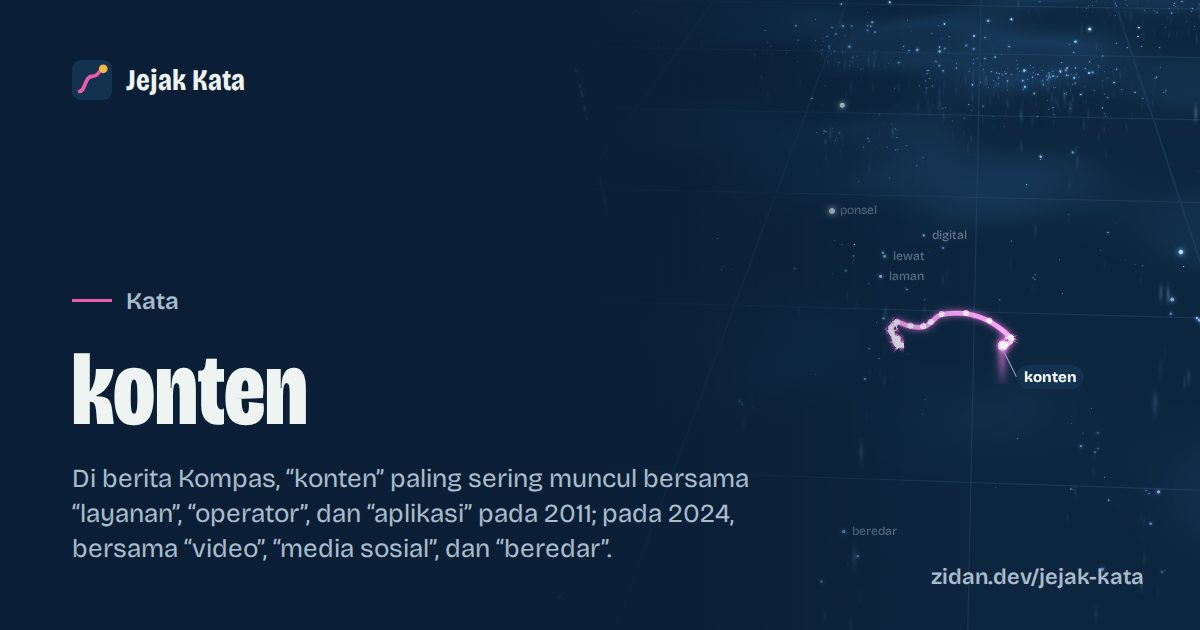 Jejak Kata
ponsel
digital
lewat
laman
Kata
konten
konten
Di berita Kompas, “konten” paling sering muncul bersama
“layanan”, “operator”, dan “aplikasi” pada 2011; pada 2024,
bersama “video”, “media sosial”, dan “beredar”.
beredar
zidan.dev/jejak-kata